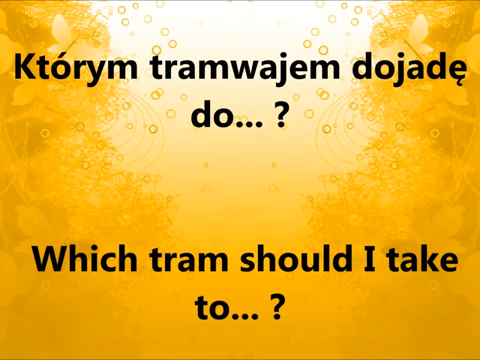 Którym tramwajem dojadę
do... ?
Which tram should I take
to... ?